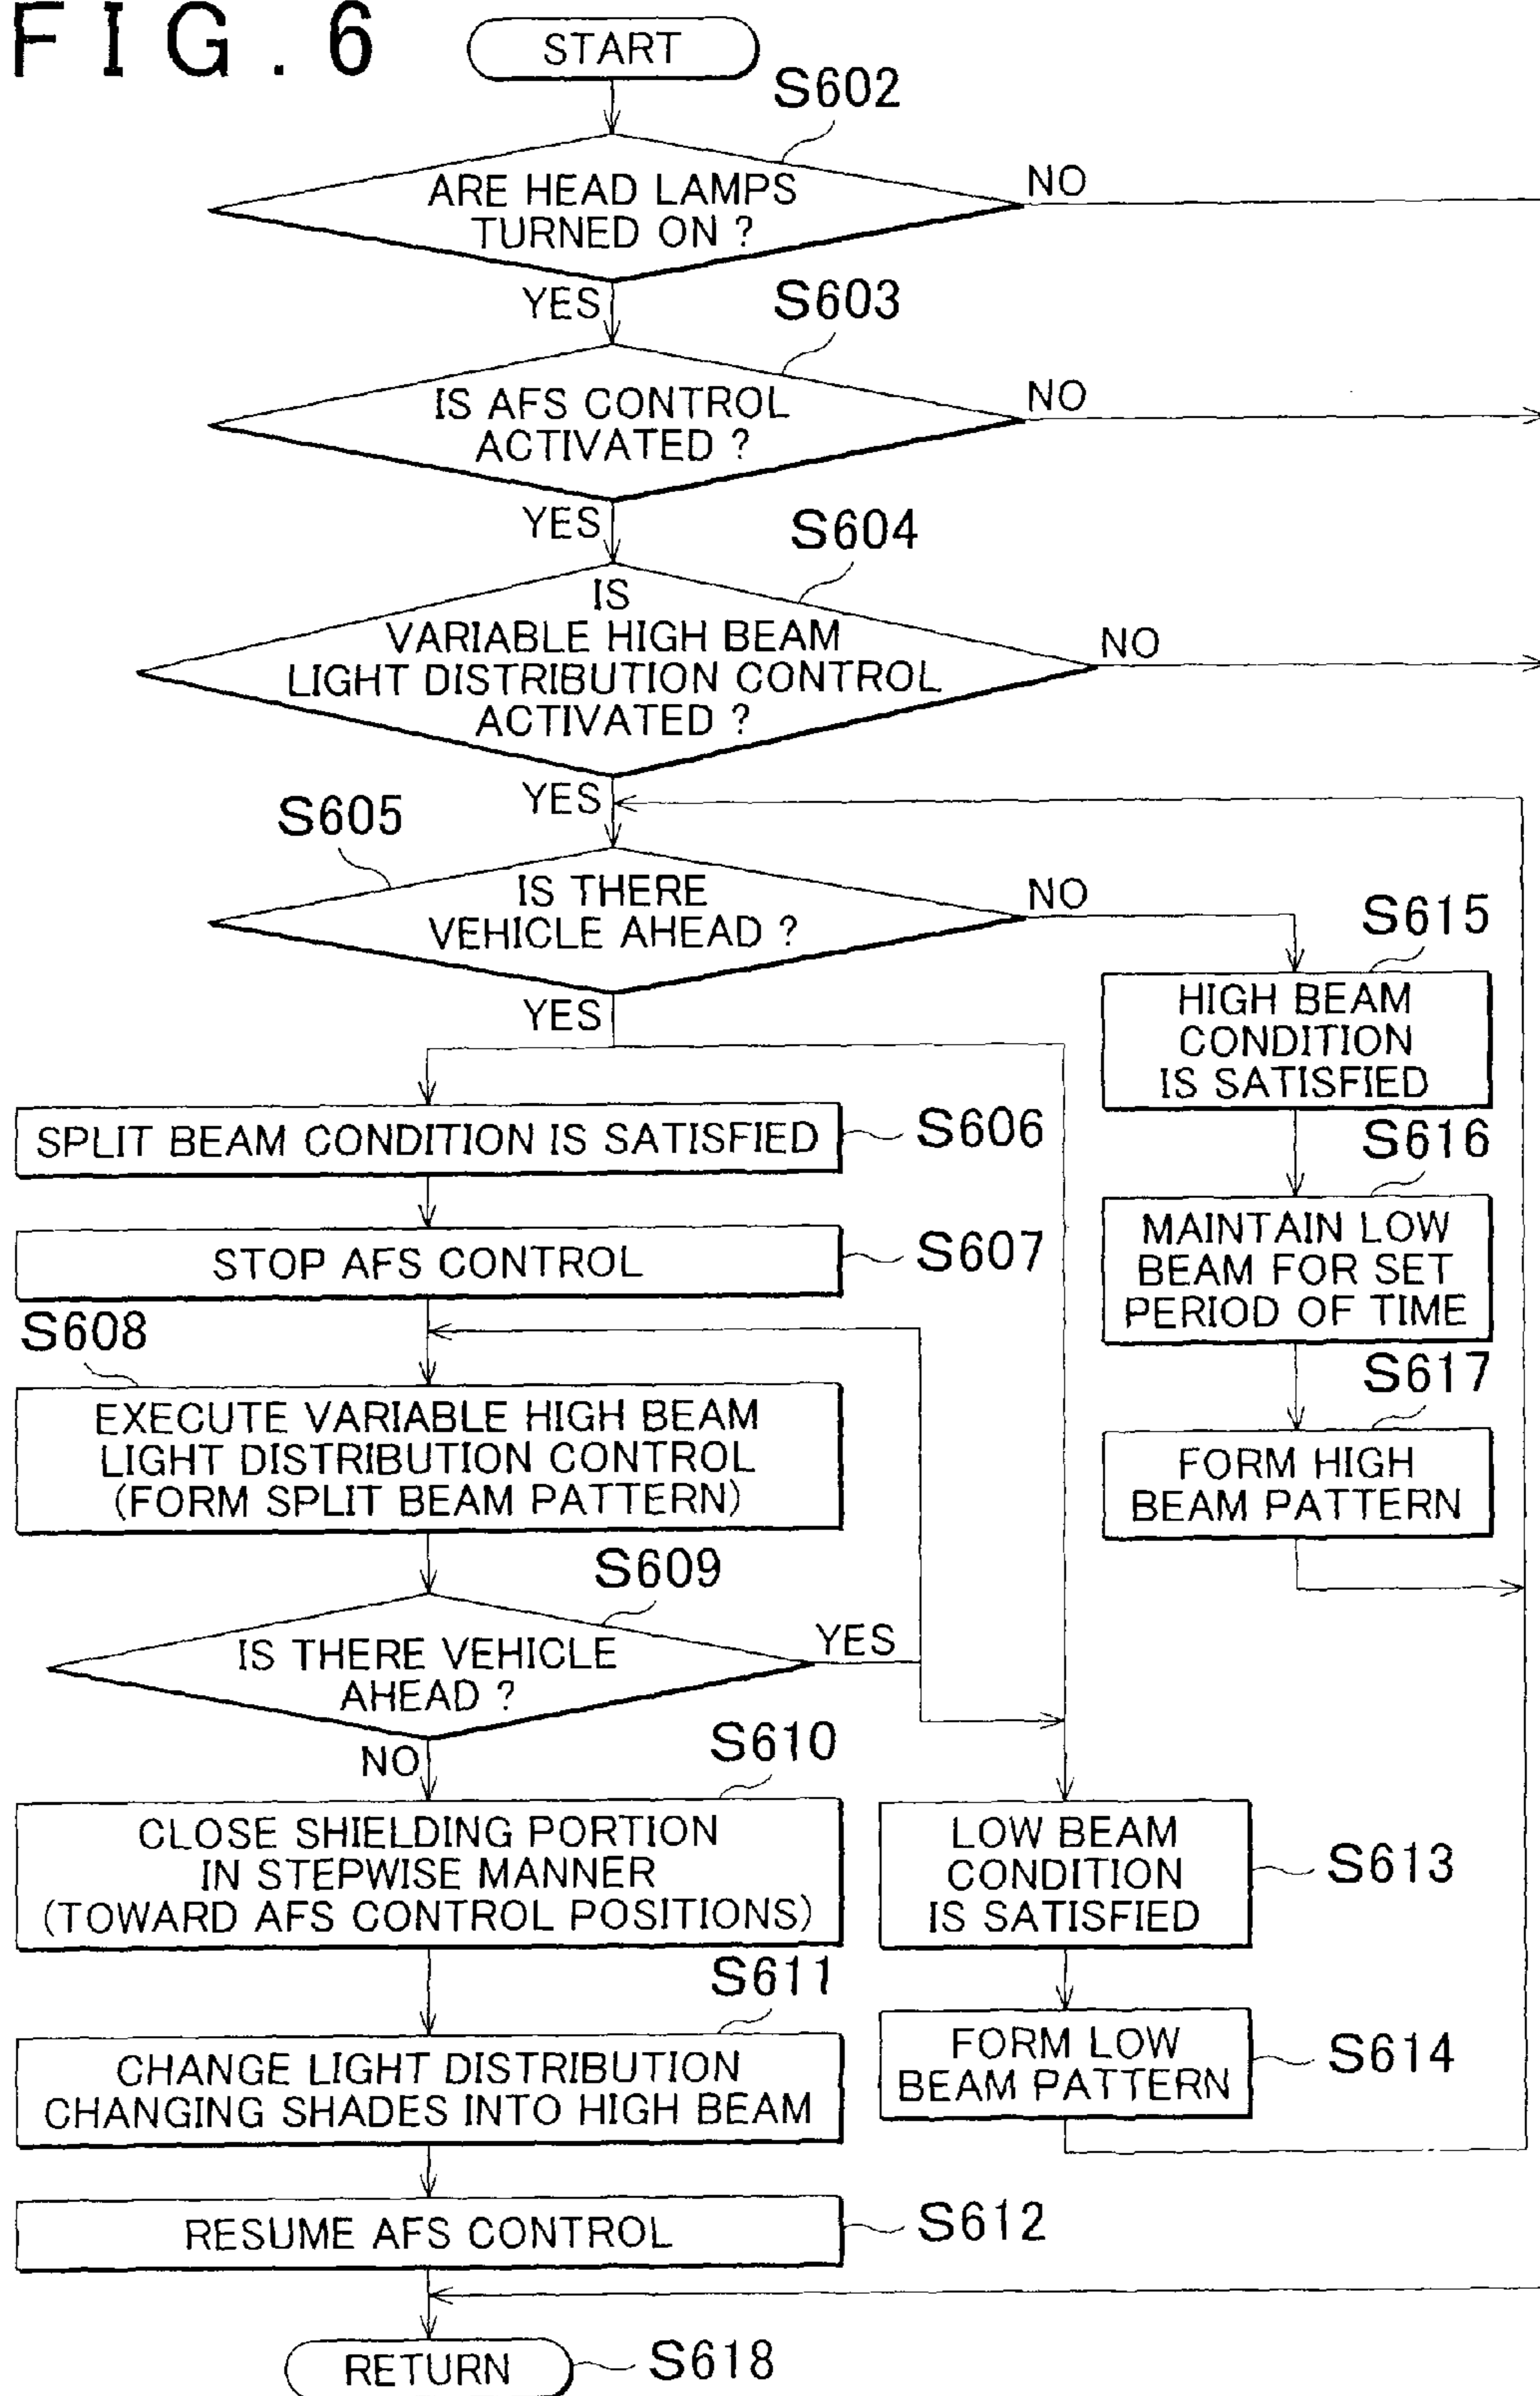 FIG. 6
START
S602
ARE HEAD LAMPS
TURNED ON ?
NO
YES
S603
IS AFS CONTROL
ACTIVATED ?
NO
YES
S604
IS
VARIABLE HIGH BEAM
LIGHT DISTRIBUTION CONTROL
ACTIVATED ?
NO
YES
S605
IS THERE
VEHICLE AHEAD ?
NO
YES
S615
HIGH BEAM
CONDITION
IS SATISFIED
SPLIT BEAM CONDITION IS SATISFIED
S606
S616
MAINTAIN LOW
BEAM FOR SET
PERIOD OF TIME
STOP AFS CONTROL
S607
S608
EXECUTE VARIABLE HIGH BEAM
LIGHT DISTRIBUTION CONTROL
(FORM SPLIT BEAM PATTERN)
S617
FORM HIGH
BEAM PATTERN
S609
IS THERE VEHICLE
AHEAD ?
YES
NO
S610
CLOSE SHIELDING PORTION
IN STEPWISE MANNER
(TOWARD AFS CONTROL POSITIONS)
LOW BEAM
CONDITION
IS SATISFIED
S613
S611
CHANGE LIGHT DISTRIBUTION
CHANGING SHADES INTO HIGH BEAM
FORM LOW
BEAM PATTERN
S614
RESUME AFS CONTROL
S612
RETURN
S618